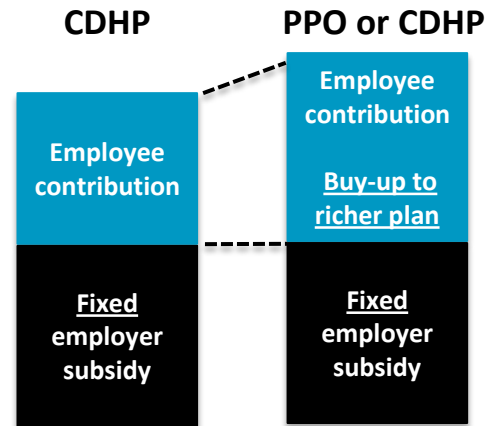 CDHP
Employee
contribution
Fixed
employer
subsidy
PPO or CDHP
Employee
contribution
Buy-up to
richer plan
Fixed
employer
subsidy